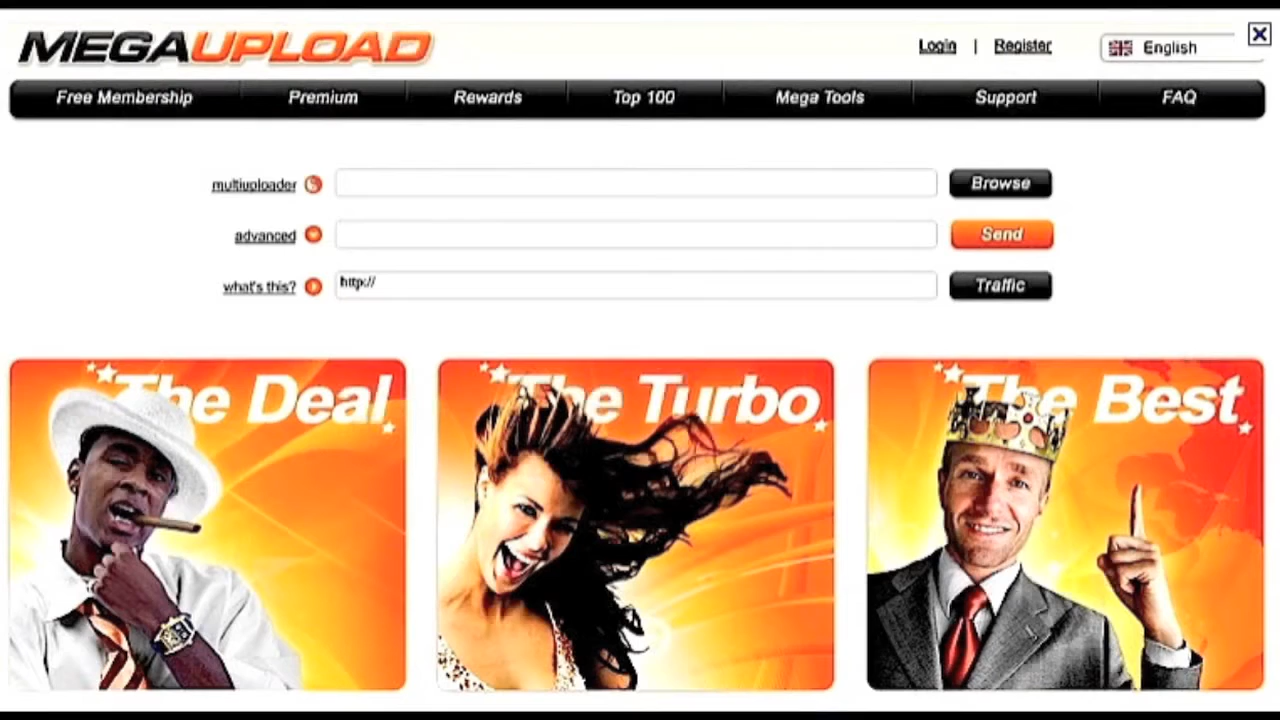 MEGAUPLOAD
Login | Register
English
Free Membership Premium Rewards Top 100 Mega Tools Support FAQ
multiuploader Browse
advanced Send
what's this? http:// Traffic
The Deal The Turbo The Best